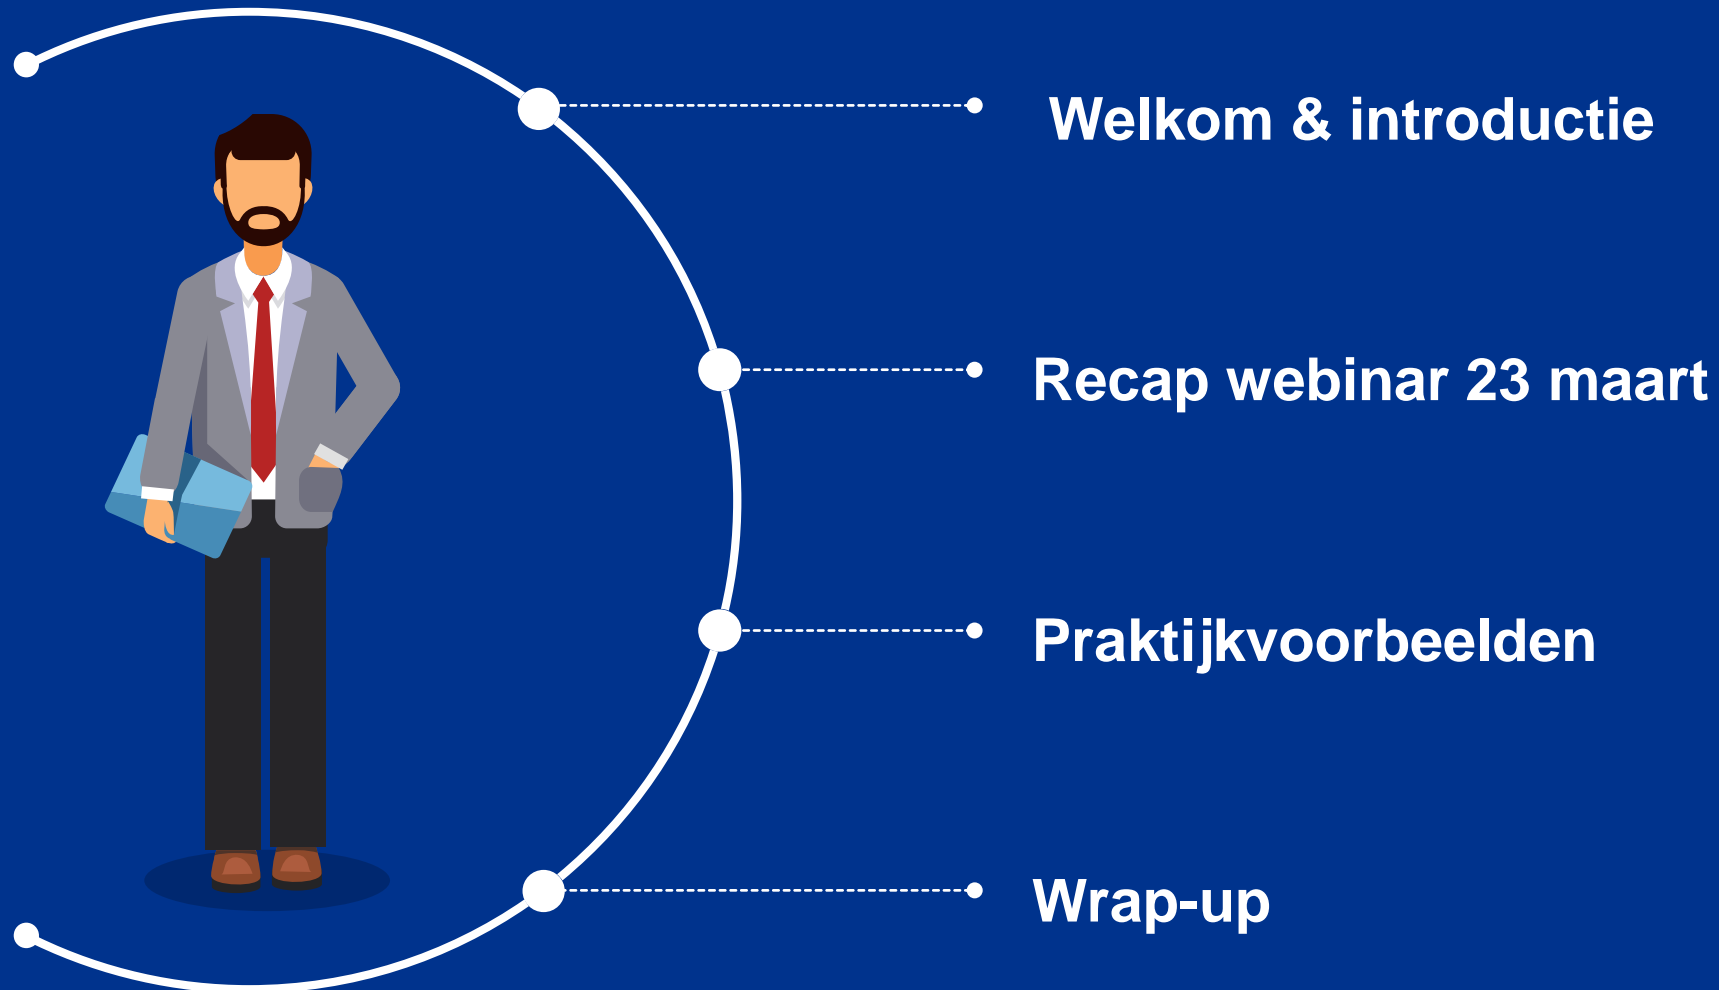 Welkom & introductie
Recap webinar 23 maart
Praktijkvoorbeelden
Wrap-up